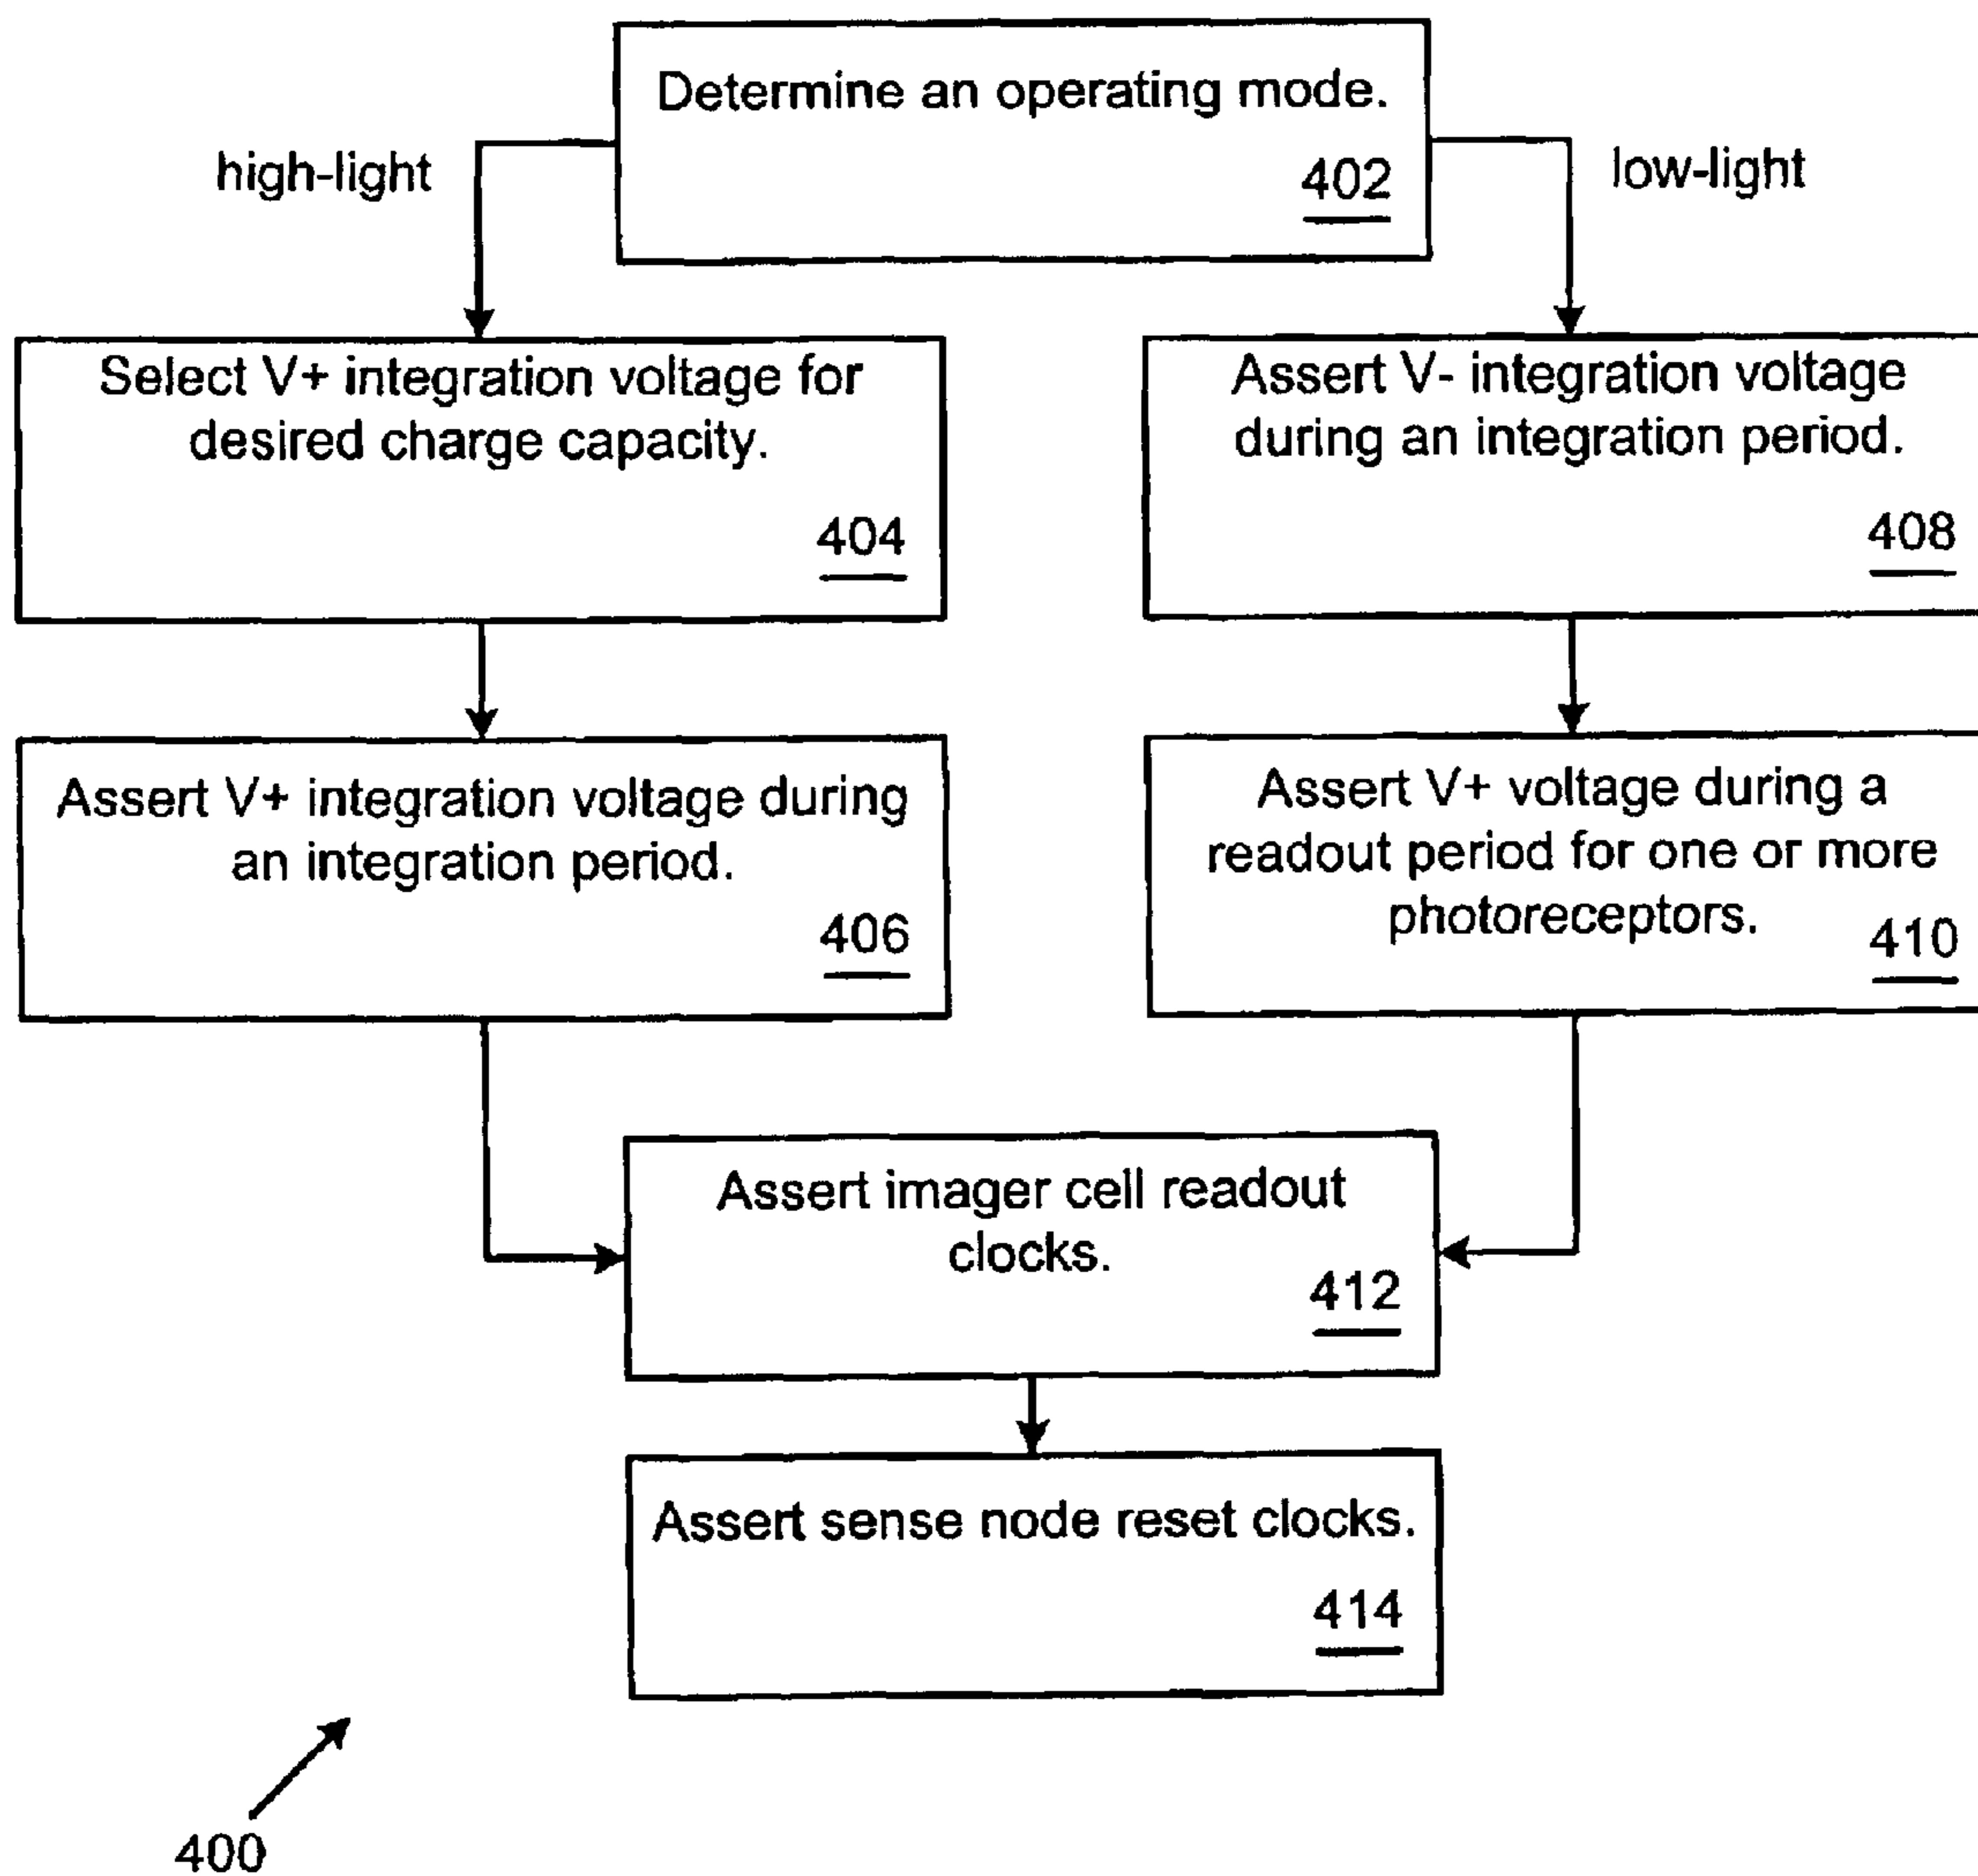 Determine an operating mode.
402
high-light
low-light
Select V+ integration voltage for
desired charge capacity.
404
Assert V- integration voltage
during an integration period.
408
Assert V+ integration voltage during
an integration period.
406
Assert V+ voltage during a
readout period for one or more
photoreceptors.
410
Assert imager cell readout
clocks.
412
Assert sense node reset clocks.
414
400